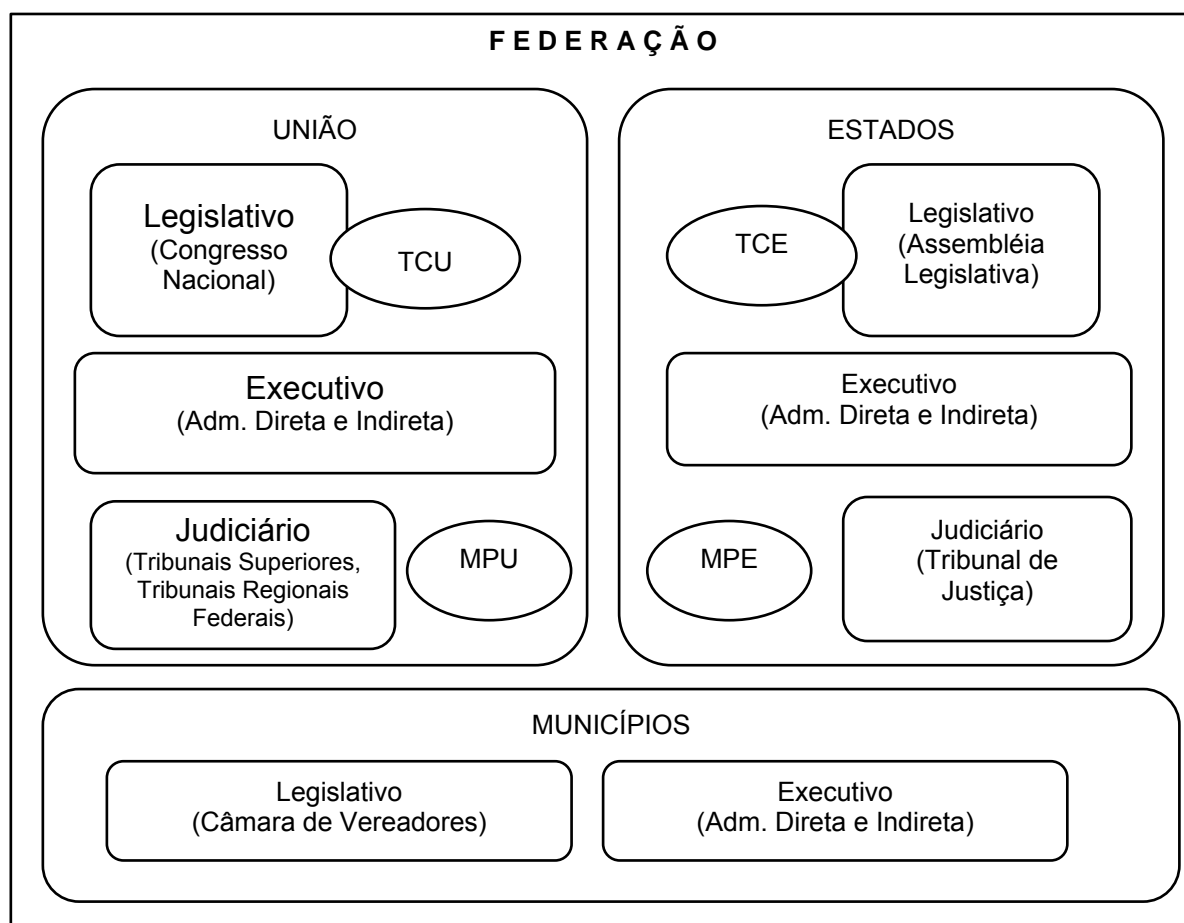 FEDERAÇÃO
UNIÃO
Legislativo
(Congresso
Nacional)
TCU
Executivo
(Adm. Direta e Indireta)
Judiciário
(Tribunais Superiores,
Tribunais Regionais
Federais)
MPU
ESTADOS
TCE
Legislativo
(Assembléia
Legislativa)
Executivo
(Adm. Direta e Indireta)
MPE
Judiciário
(Tribunal de
Justiça)
MUNICÍPIOS
Legislativo
(Câmara de Vereadores)
Executivo
(Adm. Direta e Indireta)